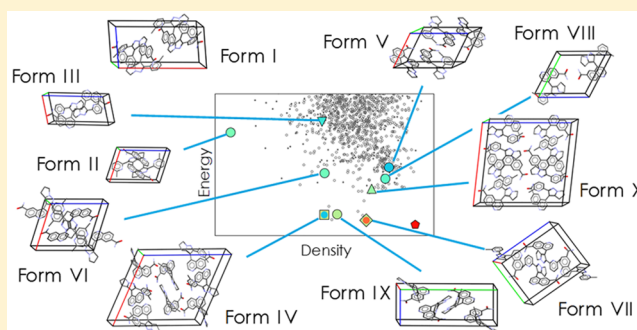 Form I
Form V
Form VIII
Form III
Form II
Energy
Form X
Density
Form VI
Form IV
Form IX
Form VII